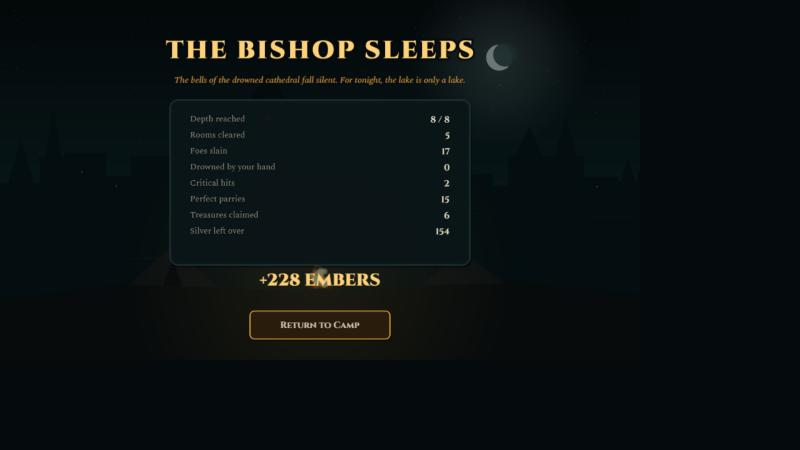 THE BISHOP SLEEPS
The bells of the drowned cathedral fall silent. For tonight, the lake is only a lake.
Depth reached 8 / 8
Rooms cleared 5
Foes slain 17
Drowned by your hand 0
Critical hits 2
Perfect parries 15
Treasures claimed 6
Silver left over 154
+228 EMBERS
Return to Camp